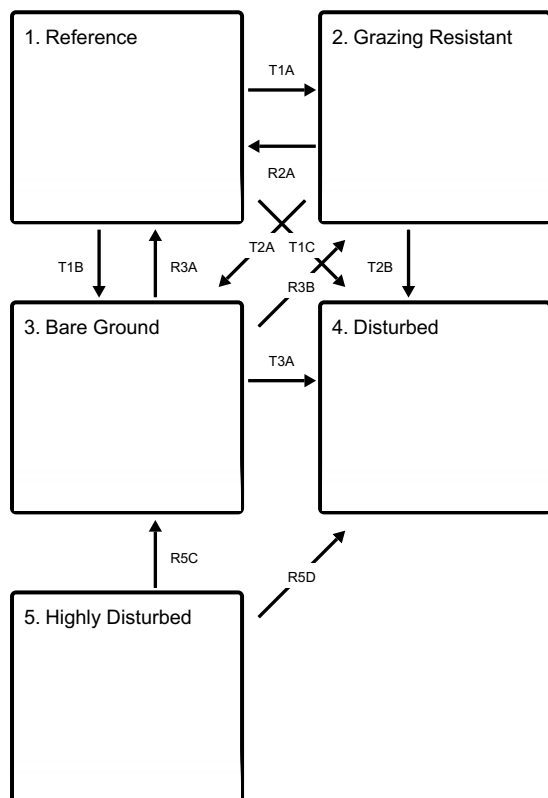 1. Reference
2. Grazing Resistant
T1A
R2A
T1B
R3A
T2A
T1C
R3B
T2B
3. Bare Ground
4. Disturbed
T3A
R5C
R5D
5. Highly Disturbed